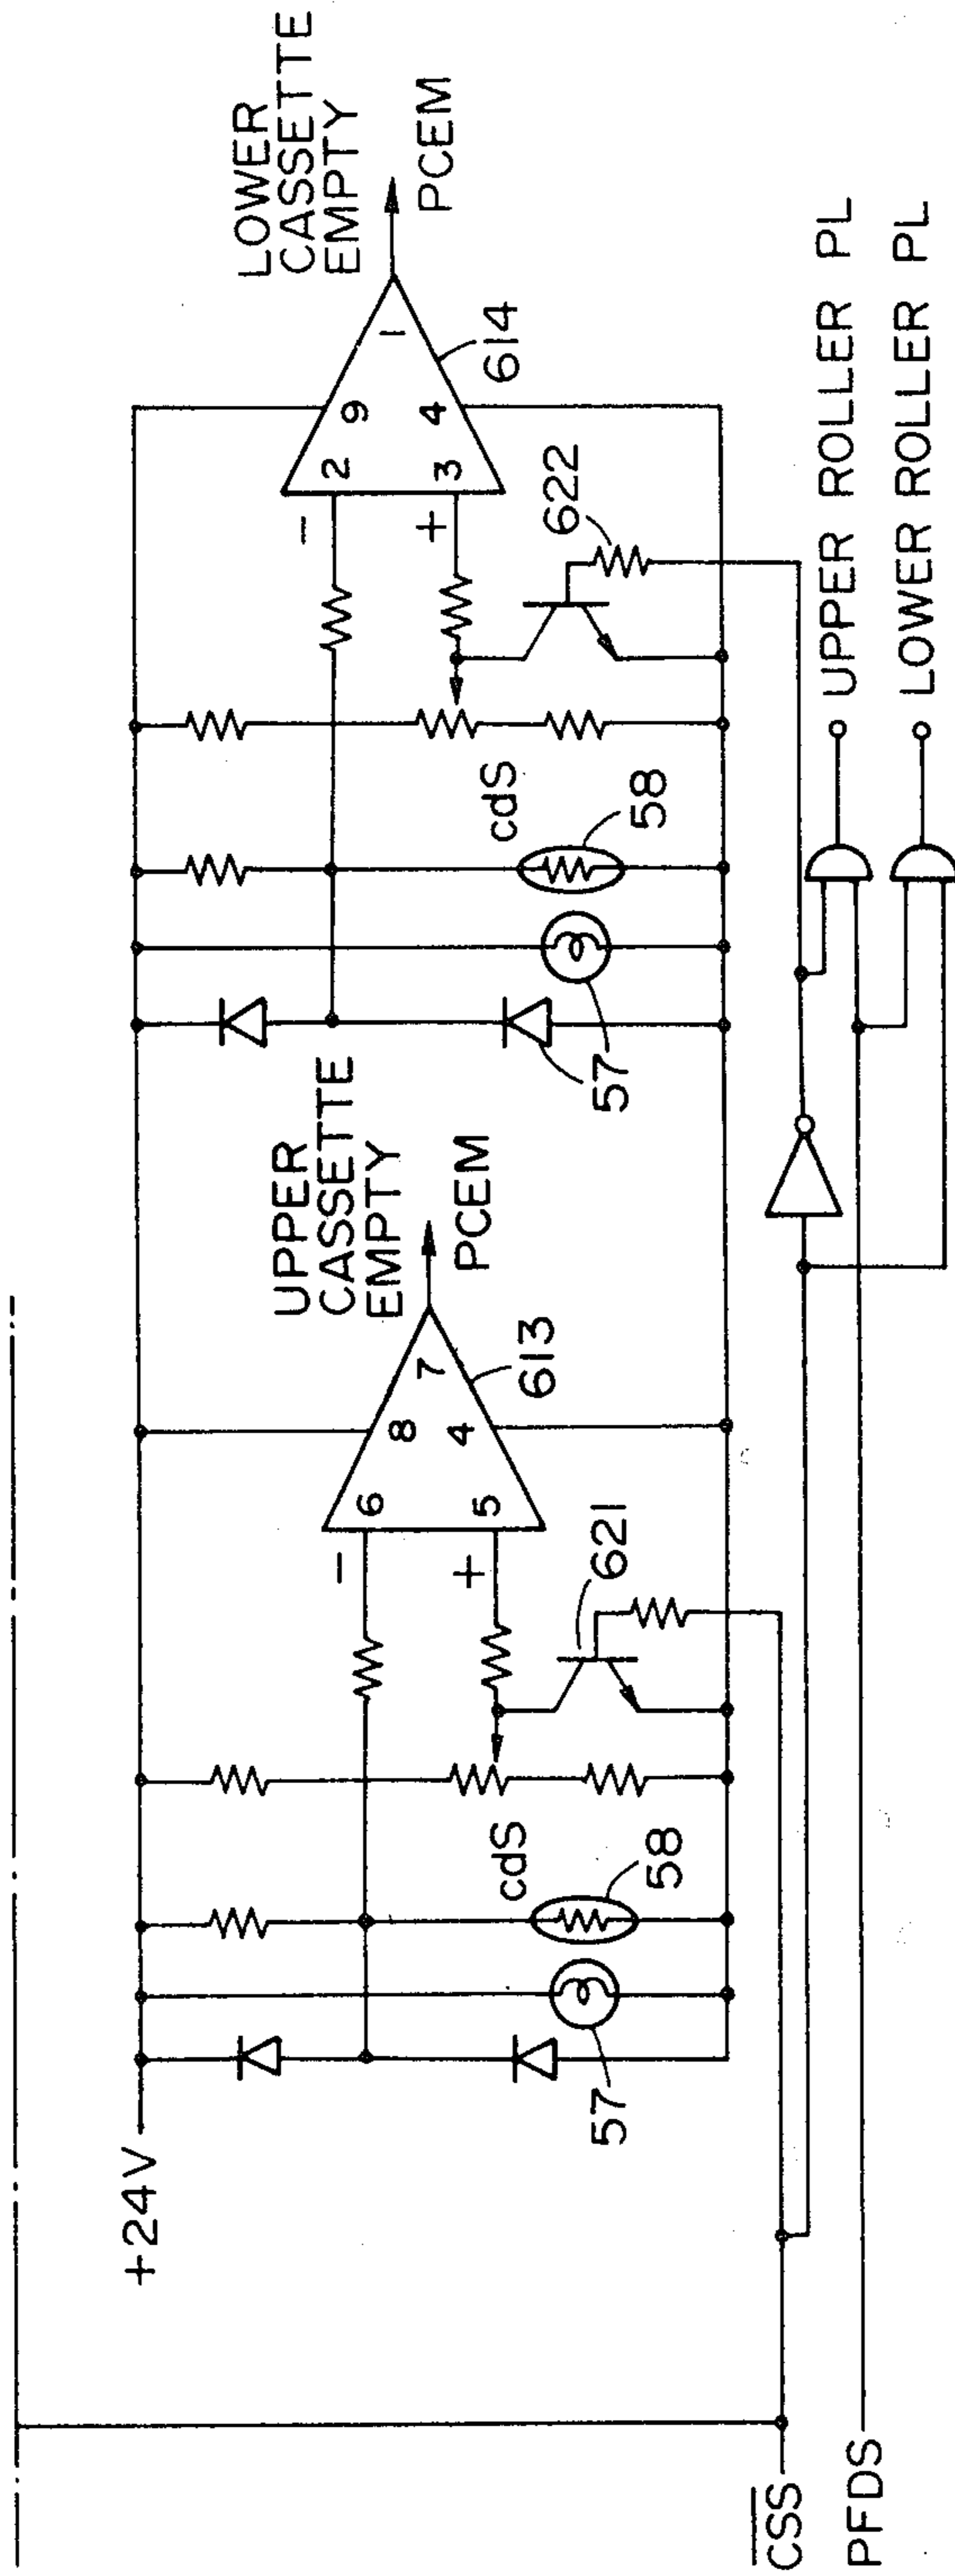 +24V
57
cdS
58
-
+
6
5
8
4
7
621
613
UPPER
CASSETTE
EMPTY
PCEM
57
cdS
58
-
+
2
3
9
4
1
622
614
LOWER
CASSETTE
EMPTY
PCEM
CSS
PFDS
UPPER ROLLER PL
LOWER ROLLER PL